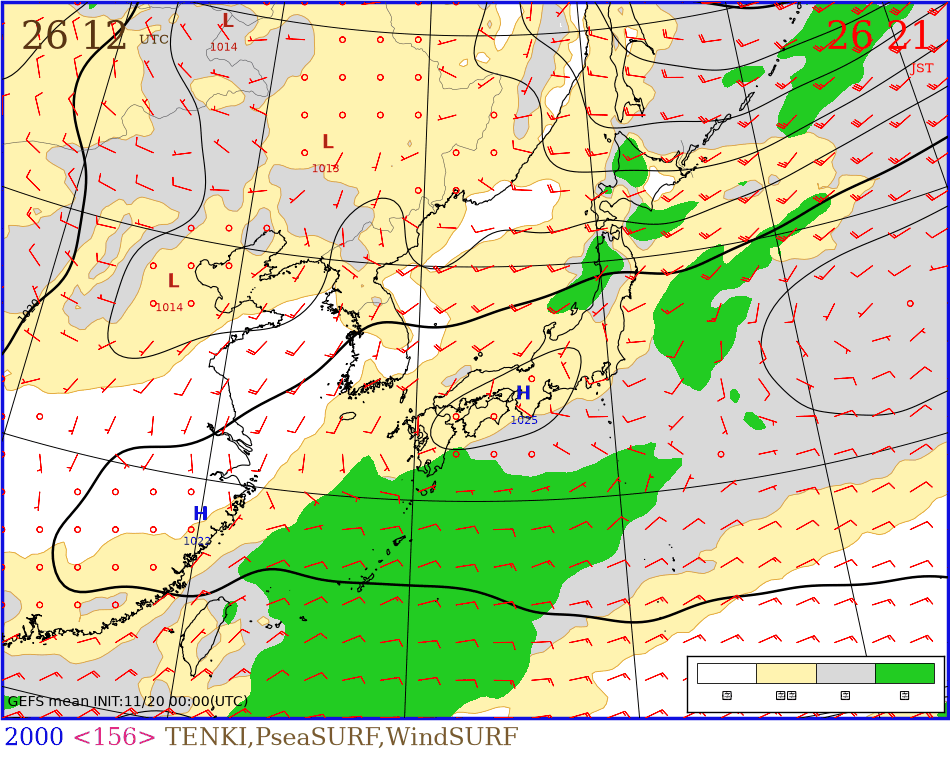 26 12 UTC
26 21
JST
L
1014
L
1013
L
1014
1020
H
1025
H
1022
GEFS mean INIT:11/20 00:00(UTC)
2000 <156> TENKI,PseaSURF,WindSURF